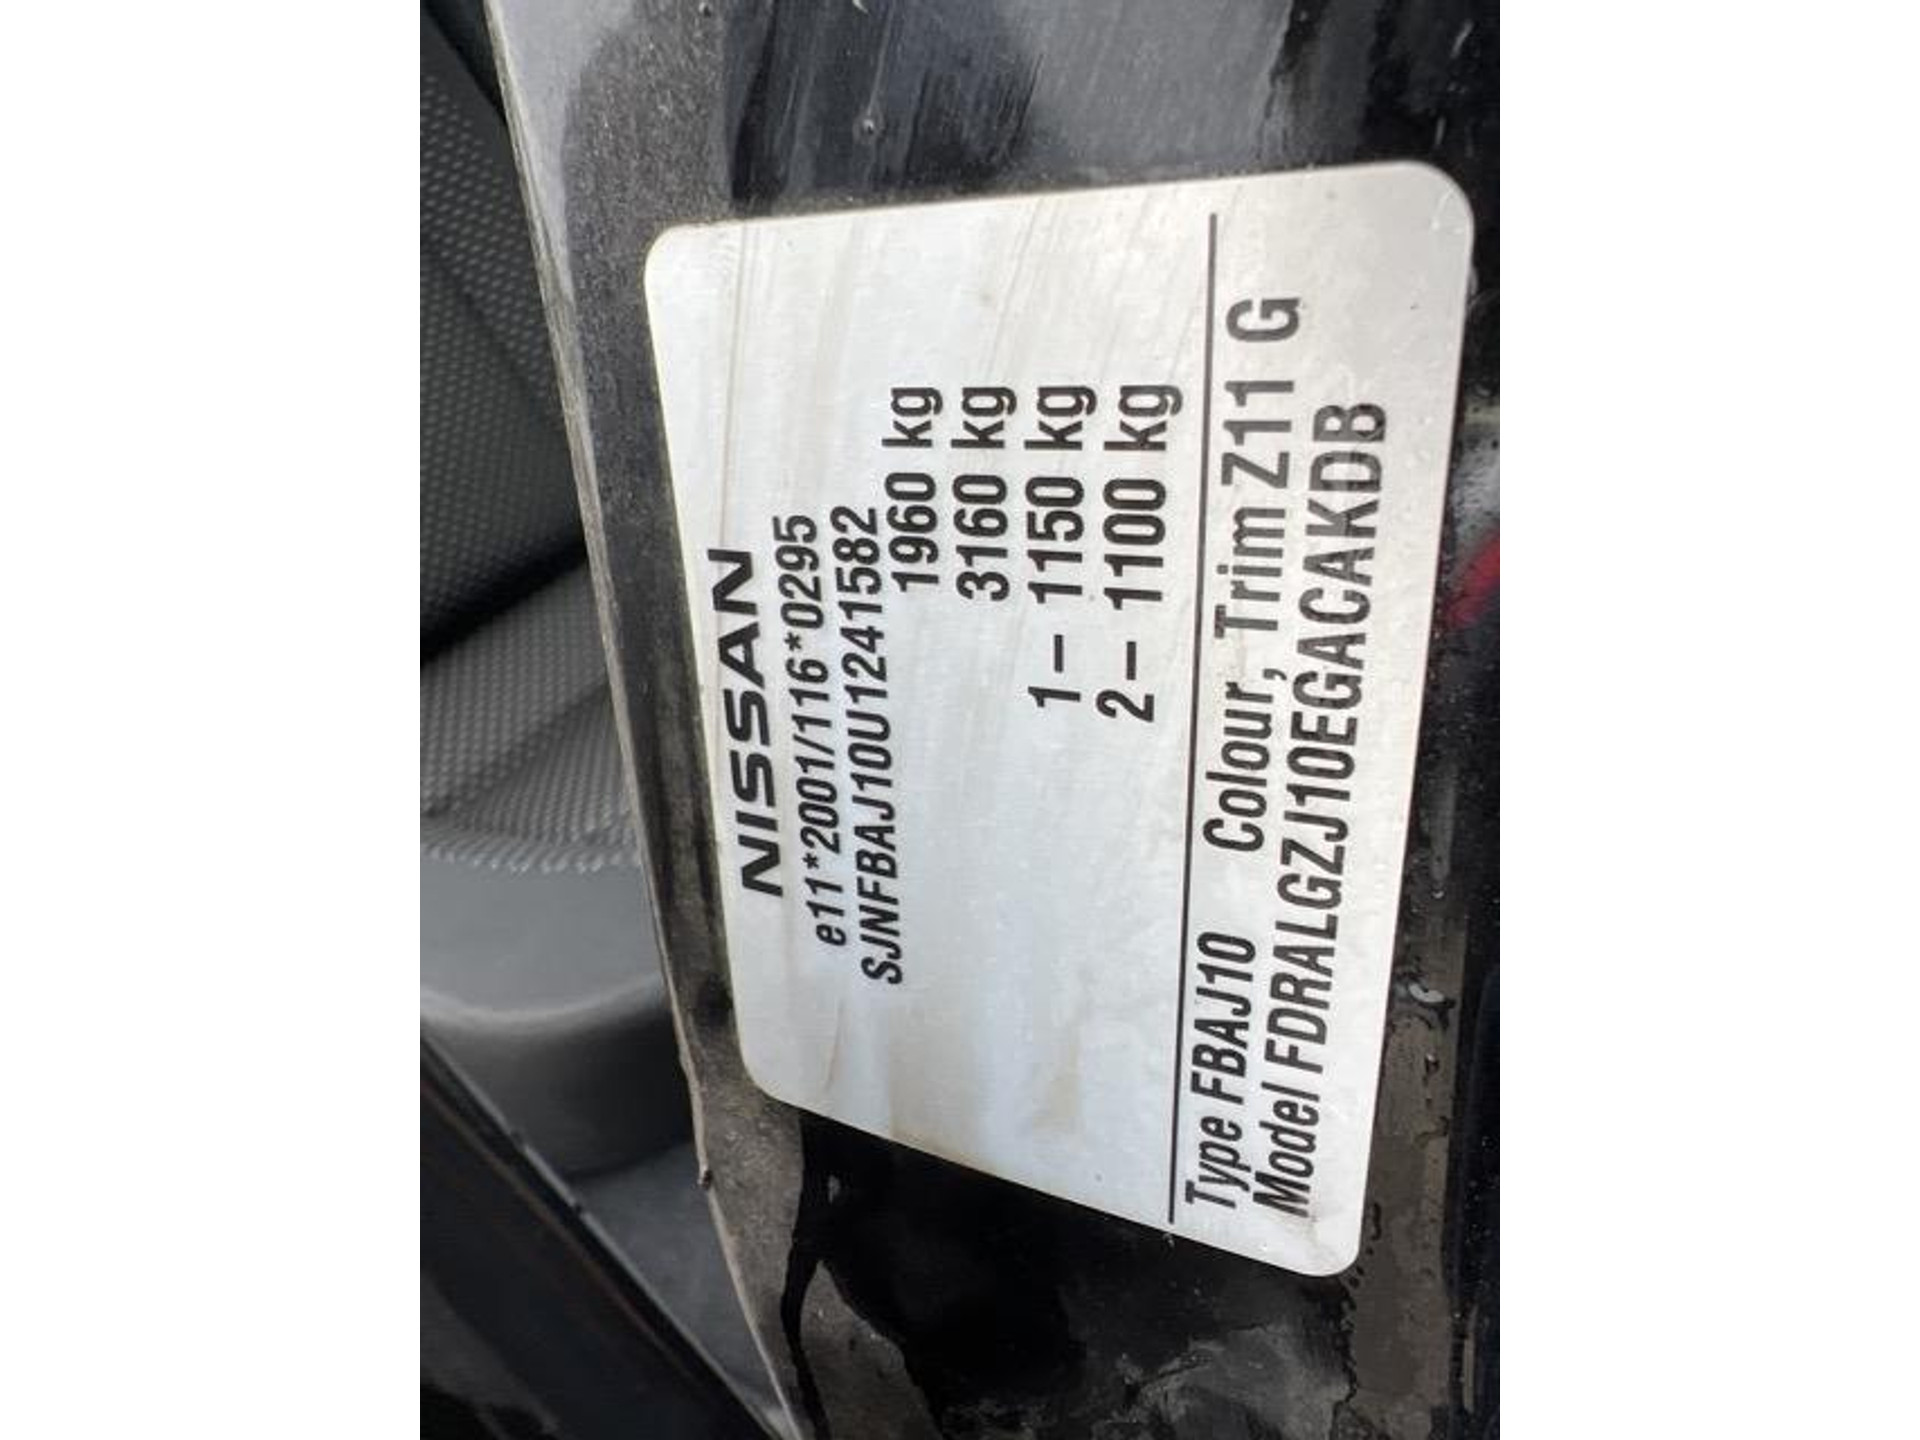 NISSAN
e11*2001/116*0295
SJNFBAJ10U1241582
1960 kg
3160 kg
1– 1150 kg
2– 1100 kg
Type FBAJ10 Colour, Trim Z11 G
Model FDRALGZJ10EGACAKDB